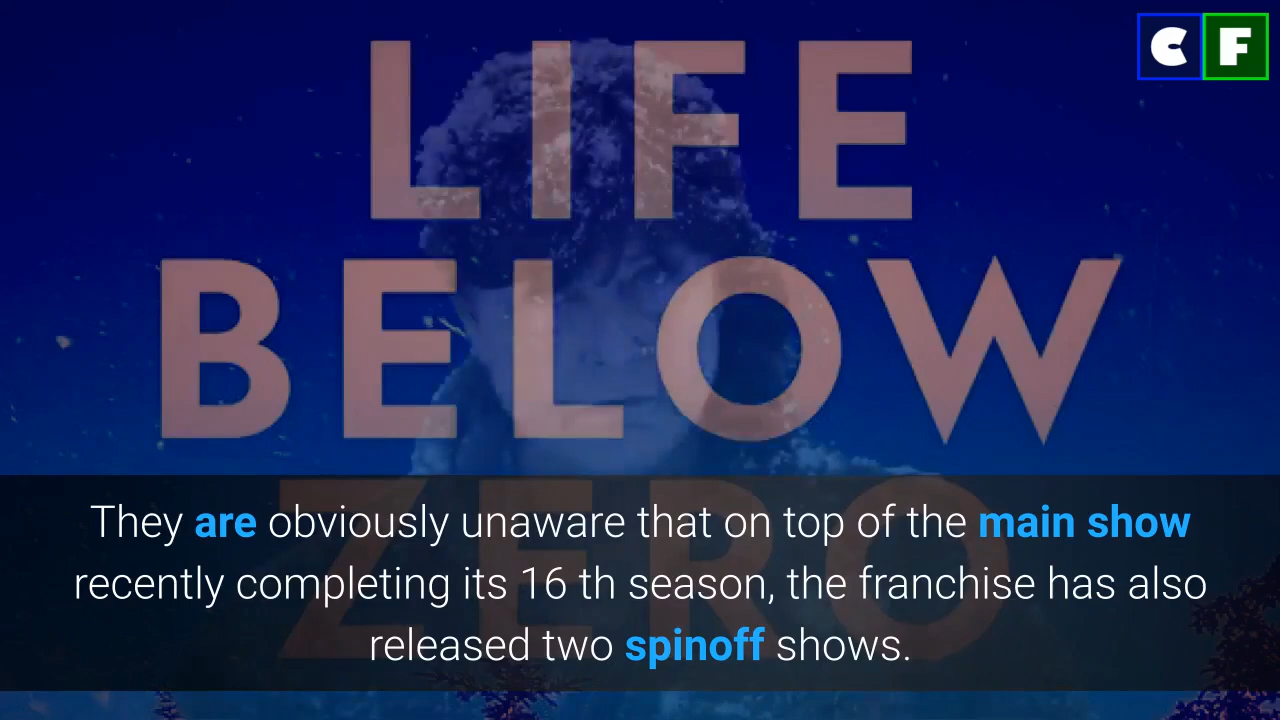 C F
LIFE
BELOW
ZERO
They are obviously unaware that on top of the main show
recently completing its 16 th season, the franchise has also
released two spinoff shows.